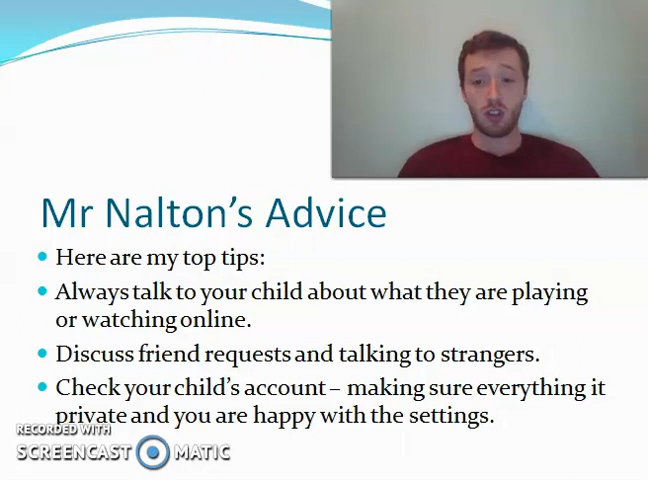 Mr Nalton's Advice
Here are my top tips:
Always talk to your child about what they are playing
or watching online.
Discuss friend requests and talking to strangers.
Check your child's account – making sure everything it
private and you are happy with the settings.
RECORDED WITH
SCREENCAST MATIC